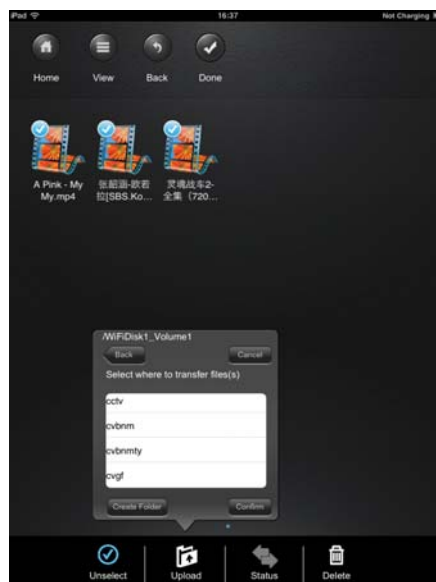 iPad 16:37 Not Charging
Home View Back Done
A Pink - My
My.mp4
张韶涵-欧若
拉[SBS.Ko...
灵魂战车2-
全集（720...
/WiFiDisk1_Volume1
Back Cancel
Select where to transfer files(s)
cctv
cvbnm
cvbnmty
cvgf
Create Folder Confirm
Unselect Upload Status Delete